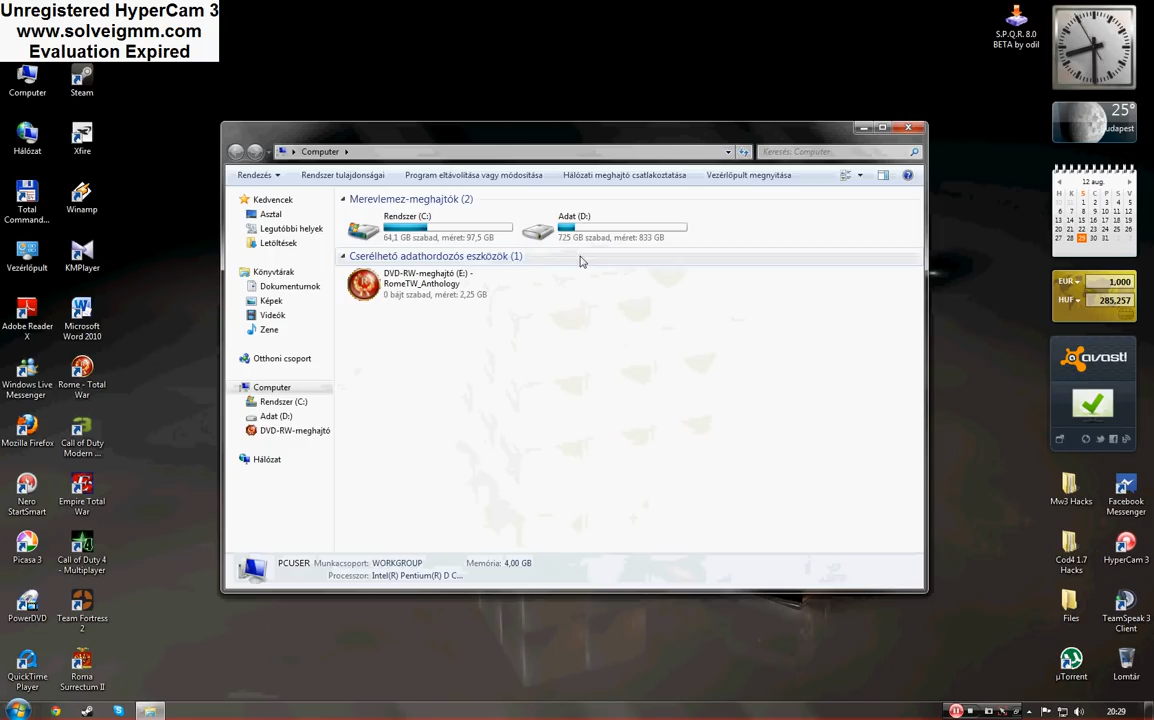 Unregistered HyperCam 3
www.solveigmm.com
Evaluation Expired
S.P.Q.R. 8.0
BETA by odil
Computer
Steam
Hálózat
Xfire
Total
Command...
Winamp
Vezérlőpult
KMPlayer
Adobe Reader
X
Microsoft
Word 2010
Windows Live
Messenger
Rome - Total
War
Mozilla Firefox
Call of Duty
Modern ...
Nero
StartSmart
Empire Total
War
Picasa 3
Call of Duty 4
- Multiplayer
PowerDVD
Team Fortress
2
QuickTime
Player
Roma
Surrectum II
Computer
Keresés: Computer
Rendezés
Rendszer tulajdonságai
Program eltávolítása vagy módosítása
Hálózati meghajtó csatlakoztatása
Vezérlőpult megnyitása
Kedvencek
Asztal
Legutóbbi helyek
Letöltések
Könyvtárak
Dokumentumok
Képek
Videók
Zene
Otthoni csoport
Computer
Rendszer (C:)
Adat (D:)
DVD-RW-meghajtó
Hálózat
Merevlemez-meghajtók (2)
Rendszer (C:)
64,1 GB szabad, méret: 97,5 GB
Adat (D:)
725 GB szabad, méret: 833 GB
Cserélhető adathordozós eszközök (1)
DVD-RW-meghajtó (E:) -
RomeTW_Anthology
0 bájt szabad, méret: 2,25 GB
PCUSER Munkacsoport: WORKGROUP Memória: 4,00 GB
Processzor: Intel(R) Pentium(R) D C...
25°
Budapest
12 aug.
H K S C P S V
EUR 1,000
HUF 285,257
avast!
Mw3 Hacks
Facebook
Messenger
Cod4 1.7
Hacks
HyperCam 3
Files
TeamSpeak 3
Client
µTorrent
Lomtár
20:29